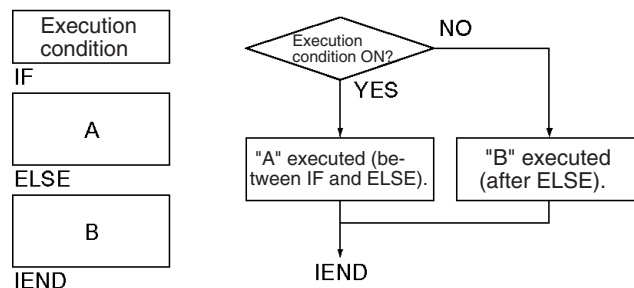 Execution
condition
IF
A
ELSE
B
IEND
Execution
condition ON?
NO
YES
"A" executed (be-
tween IF and ELSE).
"B" executed
(after ELSE).
IEND